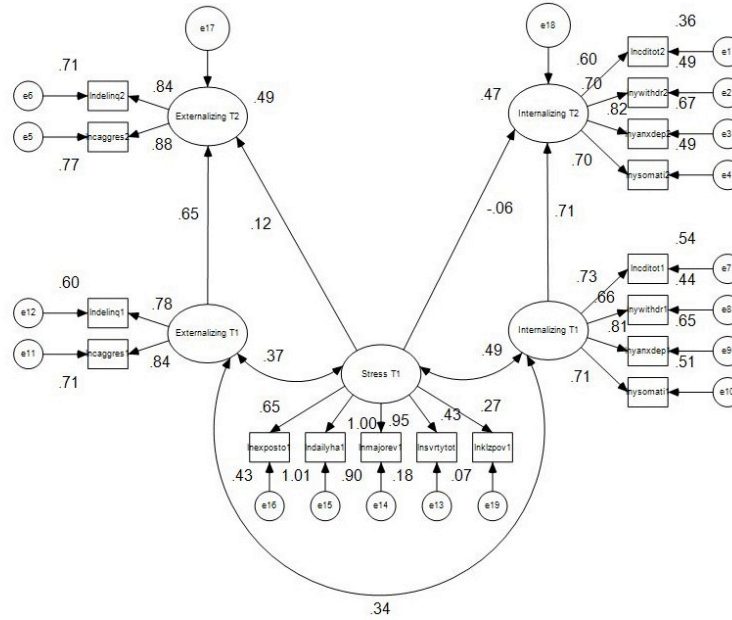 e17
e18
.36
.71
.60
lncditot2
e1
e6
lndelinq2
.84
.49
.47
.70
.49
Externalizing T2
Internalizing T2
nywithdr2
e2
.82
.67
e5
lncaggres2
.88
nyanxdep2
e3
.77
.70
.49
nysomati2
e4
.65
.12
-.06
.71
.54
.60
.73
lncditot1
e7
.44
e12
lndelinq1
.78
.66
nywithdr1
e8
Externalizing T1
Internalizing T1
.81
.65
e11
lncaggres1
.84
.37
.49
nyanxdep1
e9
.71
Stress T1
.71
.51
nysomati1
e10
.65
1.00
.95
.43
.27
lnexposto1
lndailyha1
lnmajorev1
lnsvrtytot
lnklzpov1
.43
1.01
.90
.18
.07
e16
e15
e14
e13
e19
.34